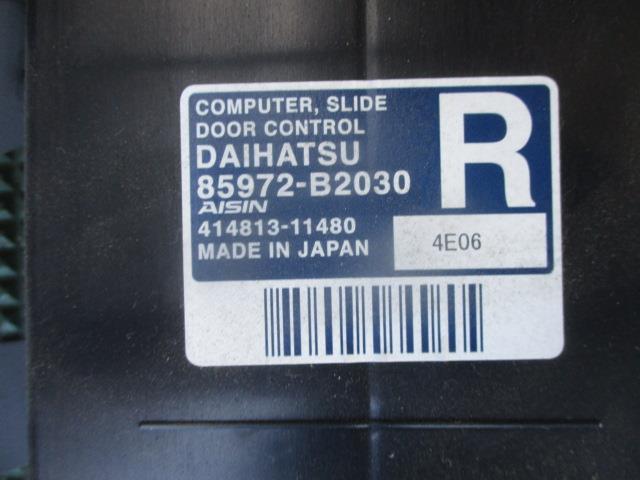 COMPUTER, SLIDE
DOOR CONTROL
DAIHATSU
85972-B2030
AISIN
414813-11480
MADE IN JAPAN
R
4E06